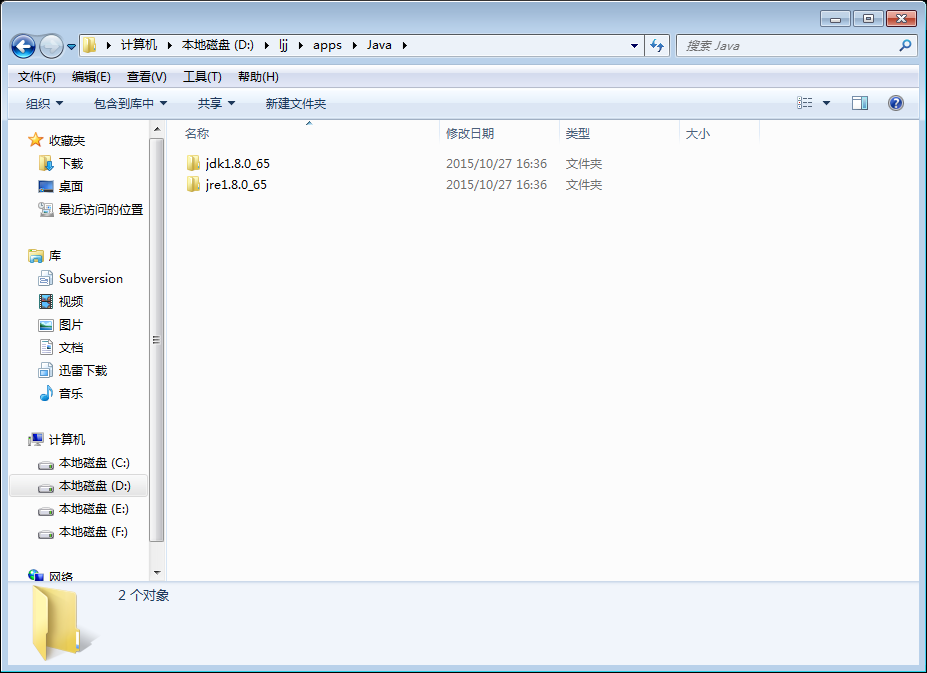 计算机 本地磁盘 (D:) ljj apps Java
搜索 Java
文件(F) 编辑(E) 查看(V) 工具(T) 帮助(H)
组织 包含到库中 共享 新建文件夹
名称 修改日期 类型 大小
jdk1.8.0_65 2015/10/27 16:36 文件夹
jre1.8.0_65 2015/10/27 16:36 文件夹
收藏夹
下载
桌面
最近访问的位置
库
Subversion
视频
图片
文档
迅雷下载
音乐
计算机
本地磁盘 (C:)
本地磁盘 (D:)
本地磁盘 (E:)
本地磁盘 (F:)
网络
2 个对象